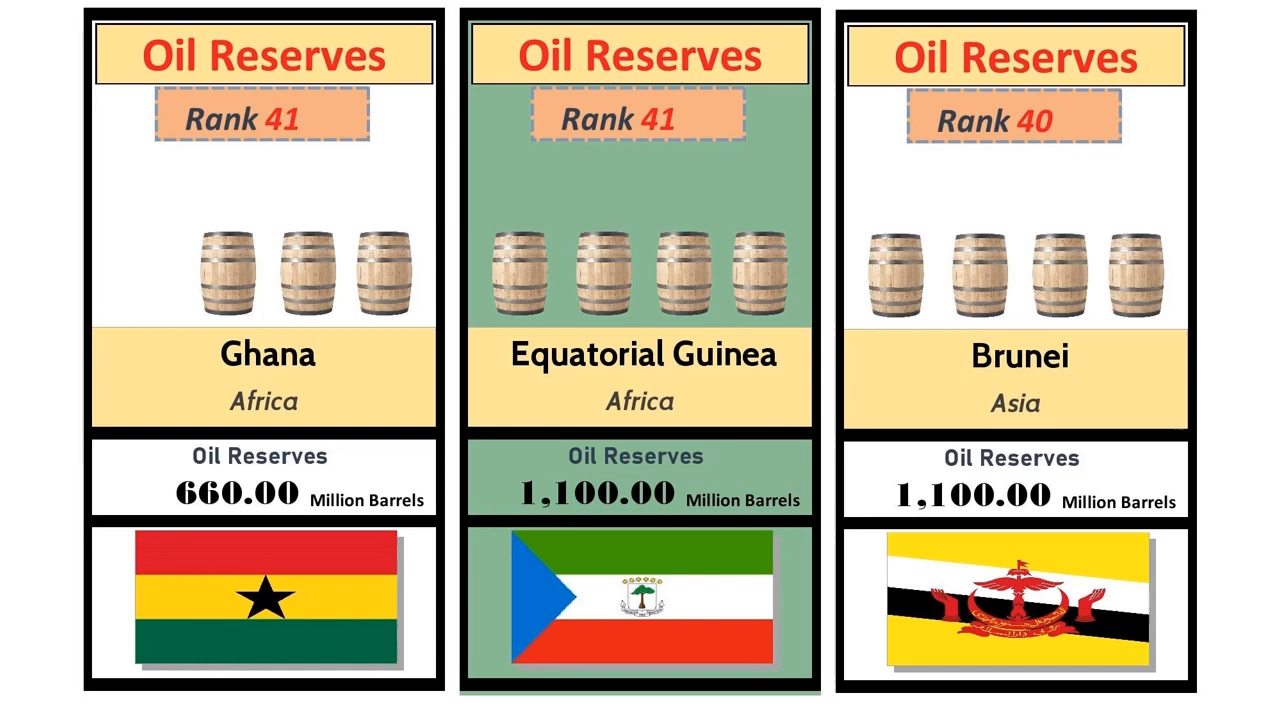 Oil Reserves
Rank 41
Ghana
Africa
Oil Reserves
660.00 Million Barrels
Oil Reserves
Rank 41
Equatorial Guinea
Africa
Oil Reserves
1,100.00 Million Barrels
Oil Reserves
Rank 40
Brunei
Asia
Oil Reserves
1,100.00 Million Barrels